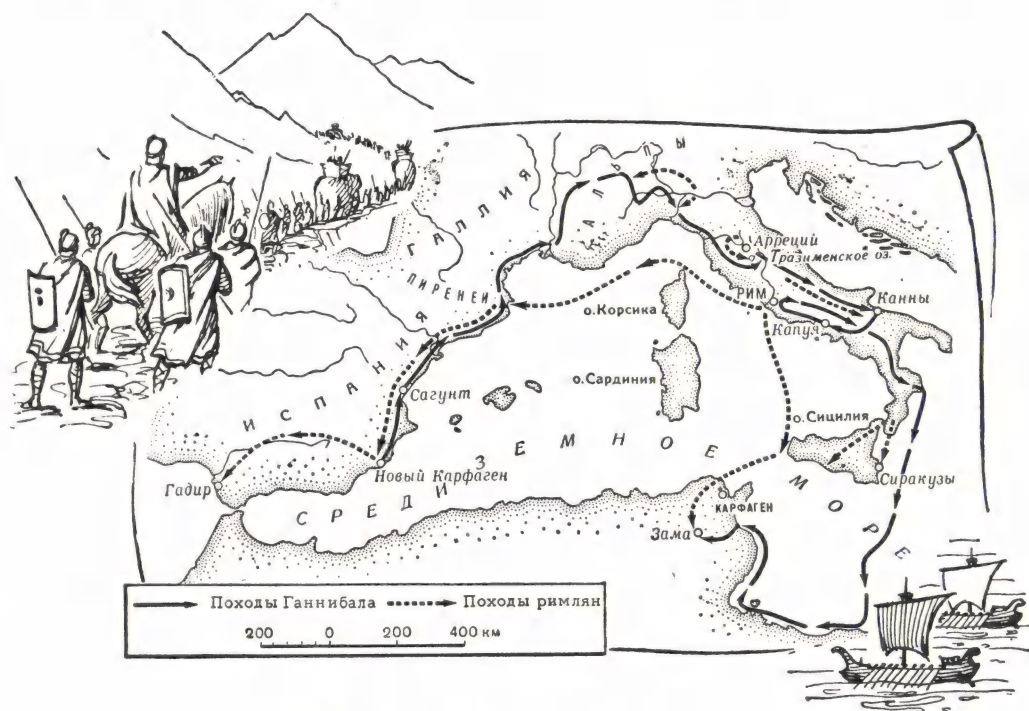 АЛЬПЫ
ГАЛЛИЯ
ПИРЕНЕИ
Арреций
Тразименское оз.
РИМ
Канны
Капуя
о.Корсика
о.Сардиния
ИСПАНИЯ
Сагунт
о.Сицилия
Сиракузы
Новый Карфаген
Гадир
СРЕДИЗЕМНОЕ МОРЕ
КАРФАГЕН
Зама
Походы Ганнибала
Походы римлян
200 0 200 400 км